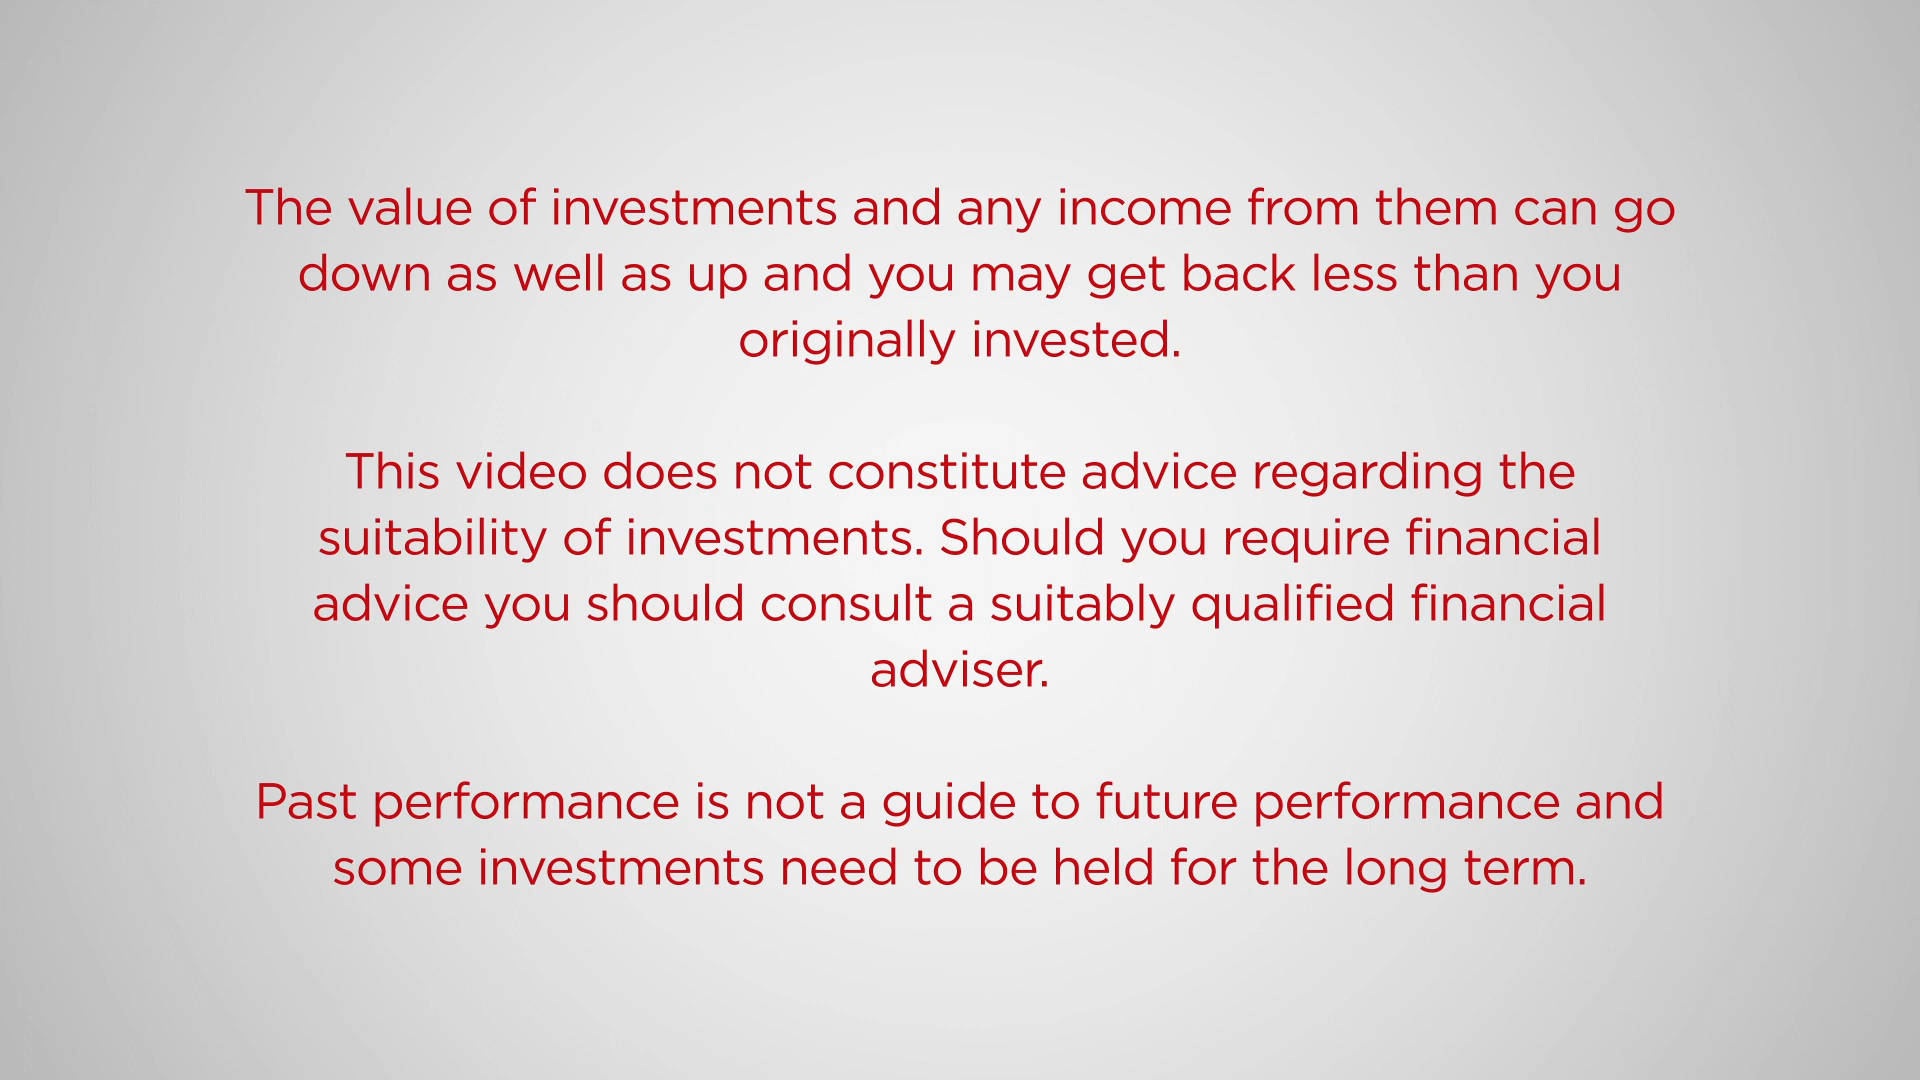 The value of investments and any income from them can go
down as well as up and you may get back less than you
originally invested.
This video does not constitute advice regarding the
suitability of investments. Should you require financial
advice you should consult a suitably qualified financial
adviser.
Past performance is not a guide to future performance and
some investments need to be held for the long term.